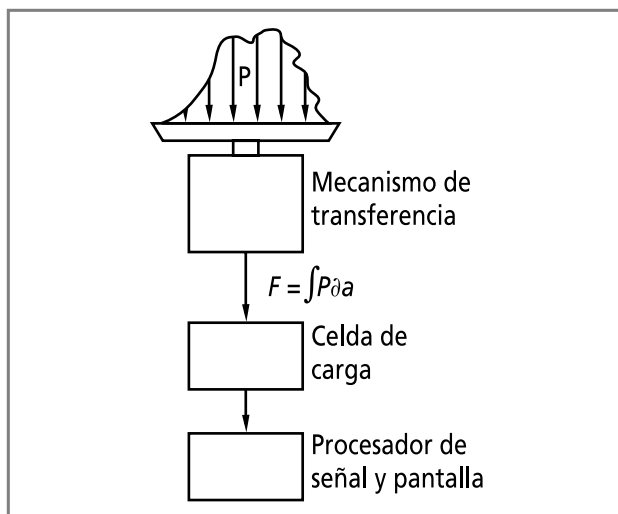 P
Mecanismo de
transferencia
F = ∫P∂a
Celda de
carga
Procesador de
señal y pantalla